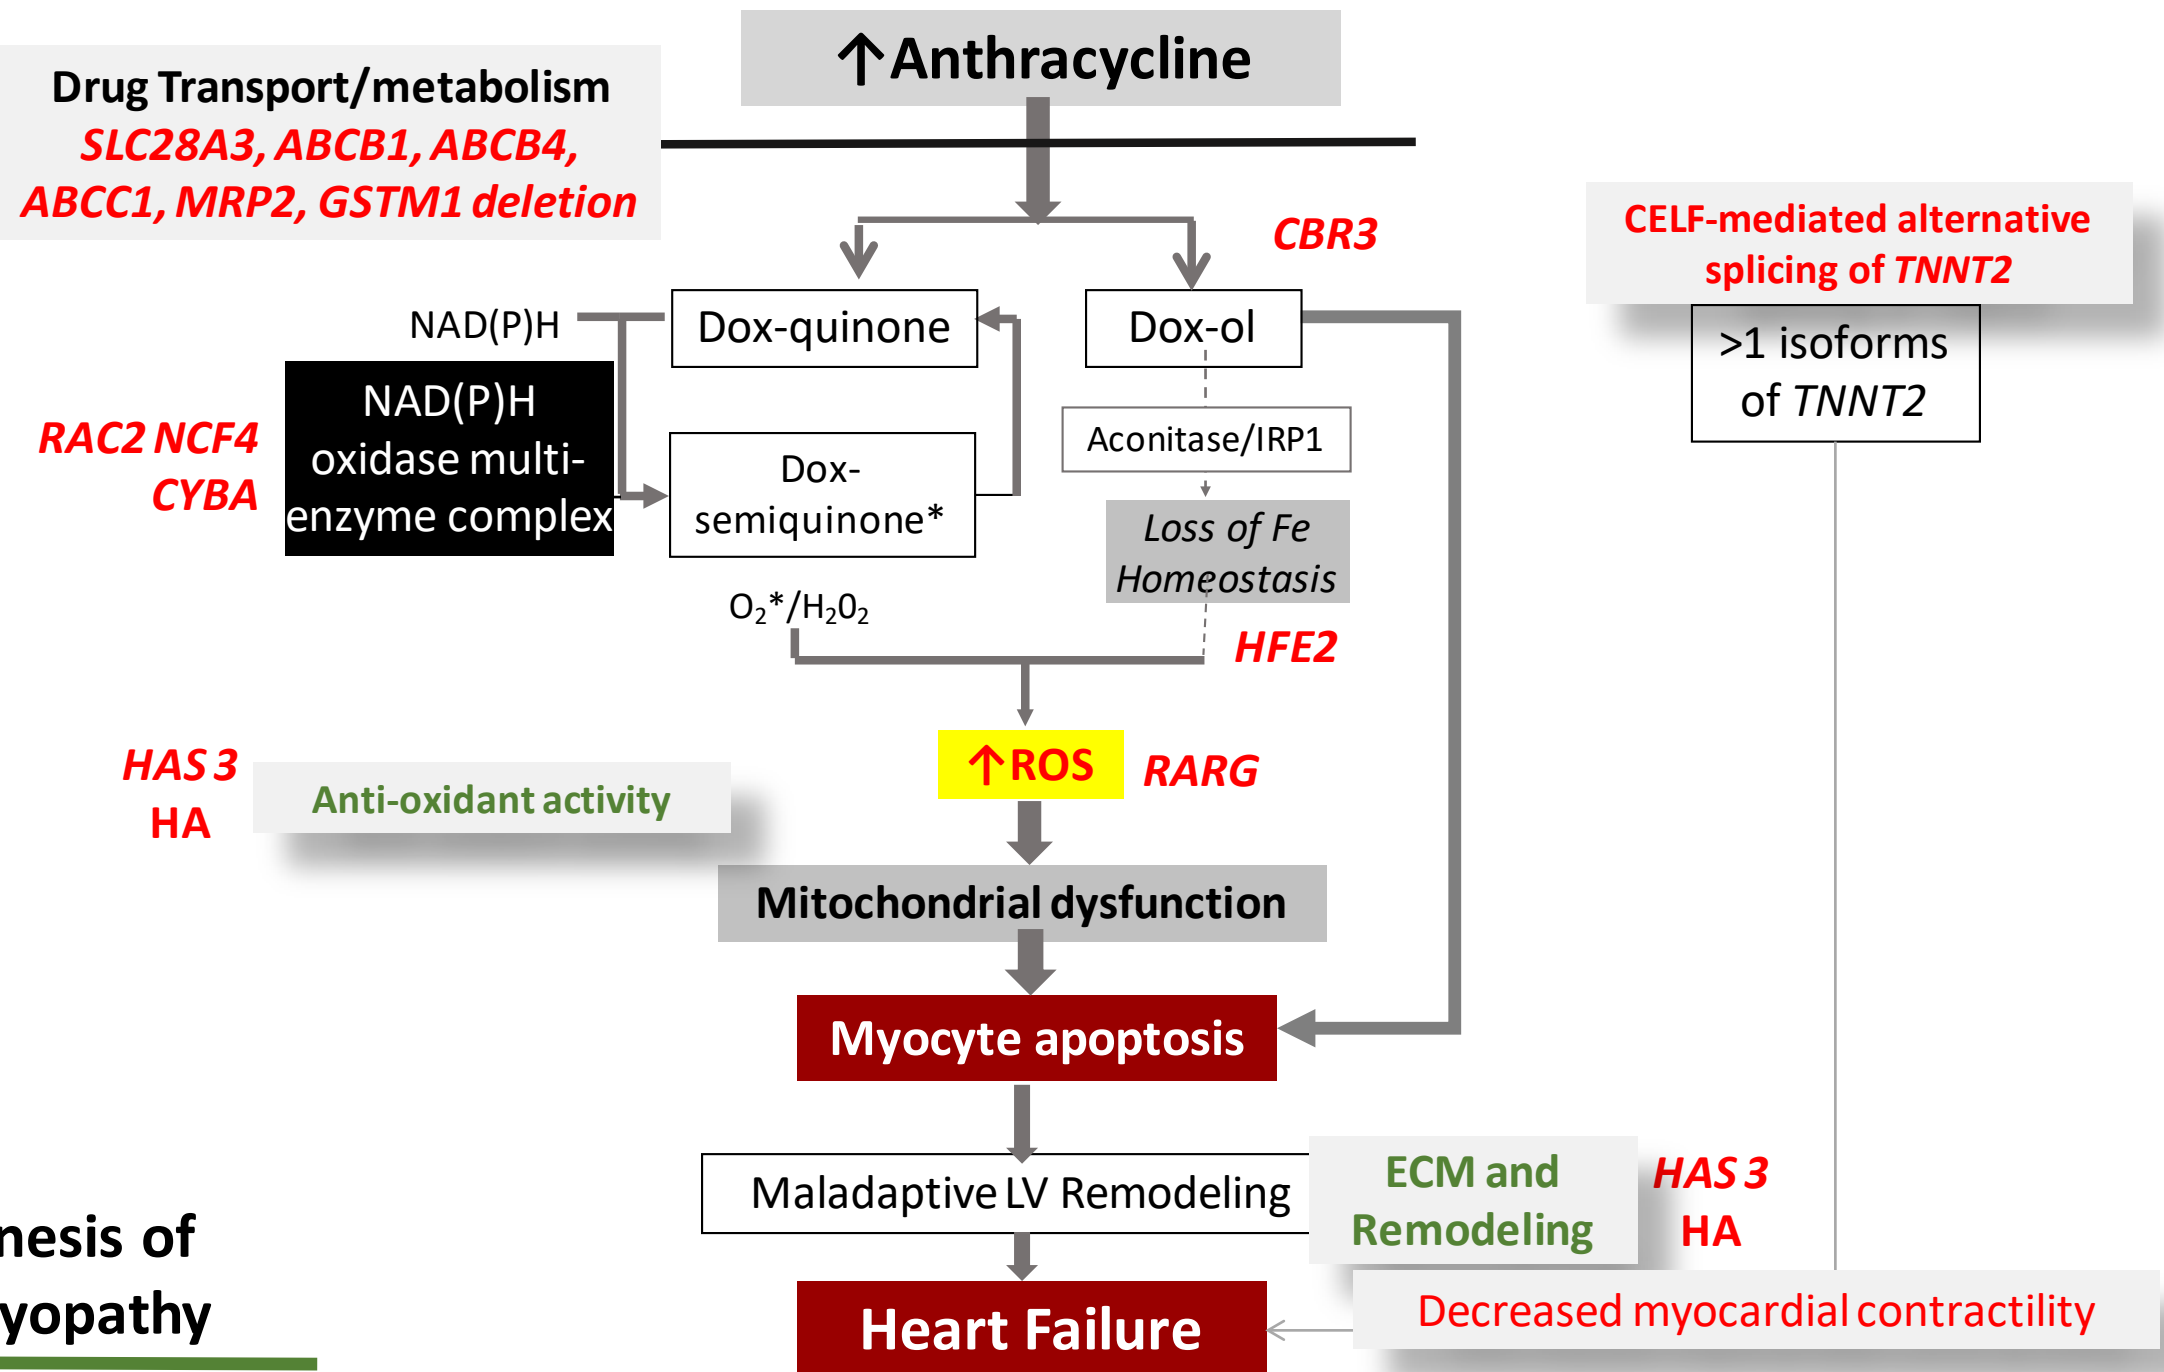 ↑Anthracycline
Drug Transport/metabolism
SLC28A3, ABCB1, ABCB4,
ABCC1, MRP2, GSTM1 deletion
CBR3
CELF-mediated alternative
splicing of TNNT2
>1 isoforms
of TNNT2
NAD(P)H
Dox-quinone
Dox-ol
NAD(P)H
oxidase multi-
enzyme complex
RAC2 NCF4
CYBA
Dox-
semiquinone*
Aconitase/IRP1
Loss of Fe
Homeostasis
O₂*/H₂0₂
HFE2
↑ROS
RARG
HAS 3
HA
Anti-oxidant activity
Mitochondrial dysfunction
Myocyte apoptosis
Maladaptive LV Remodeling
ECM and
Remodeling
HAS 3
HA
Decreased myocardial contractility
Heart Failure
nesis of
yopathy